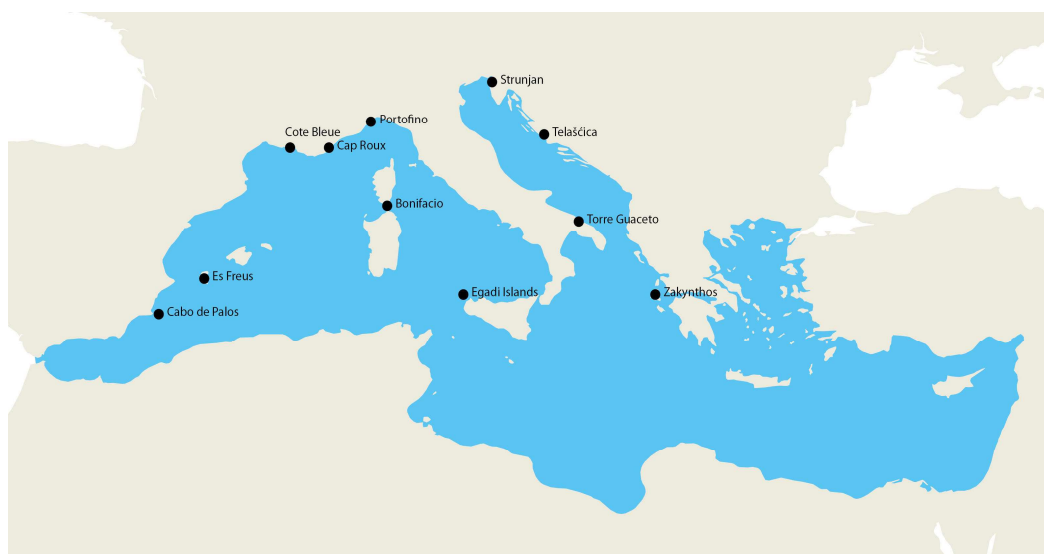 Strunjan
Portofino
Cote Bleue
Telašćica
Cap Roux
Bonifacio
Torre Guaceto
Es Freus
Egadi Islands
Zakynthos
Cabo de Palos